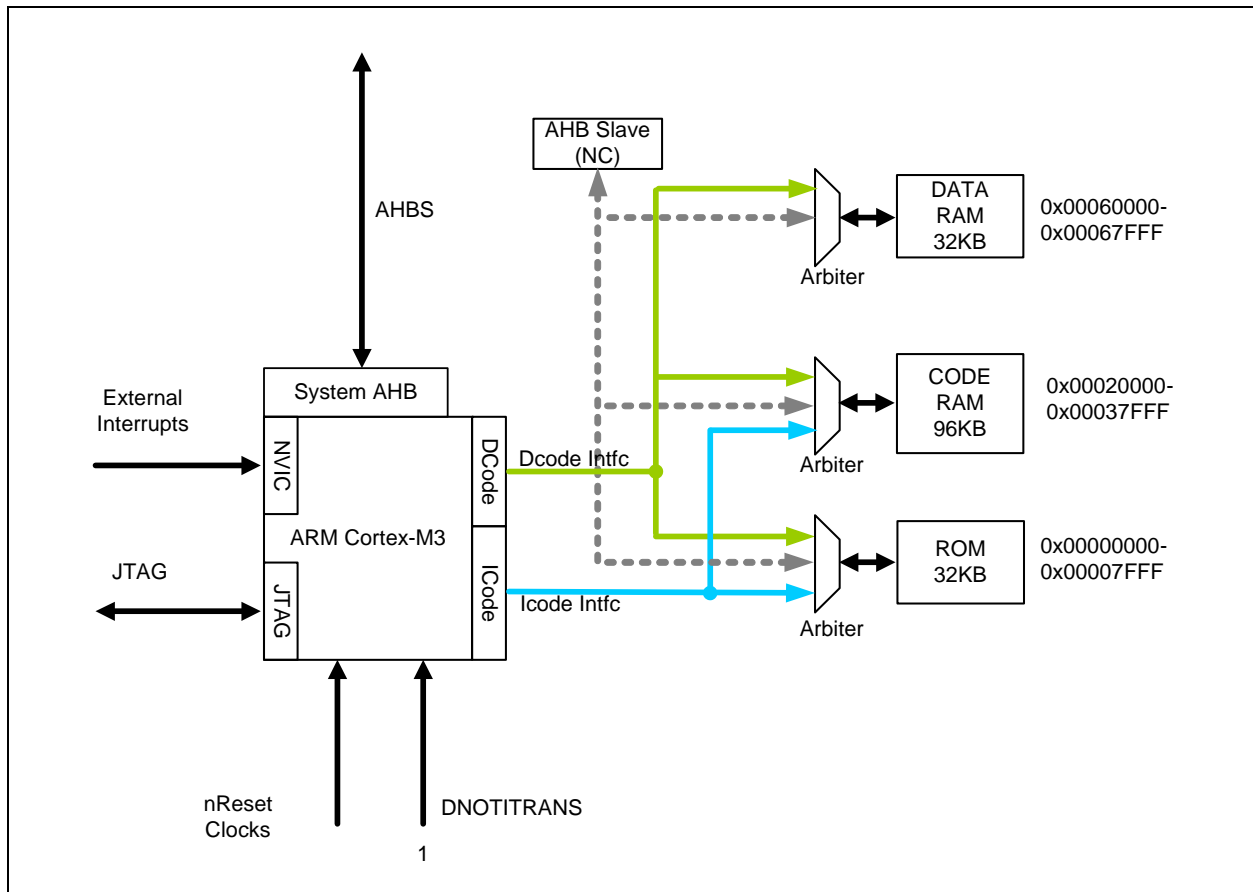 AHBS
AHB Slave
(NC)
DATA
RAM
32KB
0x00060000-
0x00067FFF
Arbiter
System AHB
External
Interrupts
NVIC
DCode
Dcode Intfc
CODE
RAM
96KB
0x00020000-
0x00037FFF
Arbiter
ARM Cortex-M3
JTAG
JTAG
ICode
Icode Intfc
ROM
32KB
0x00000000-
0x00007FFF
Arbiter
nReset
Clocks
DNOTITRANS
1